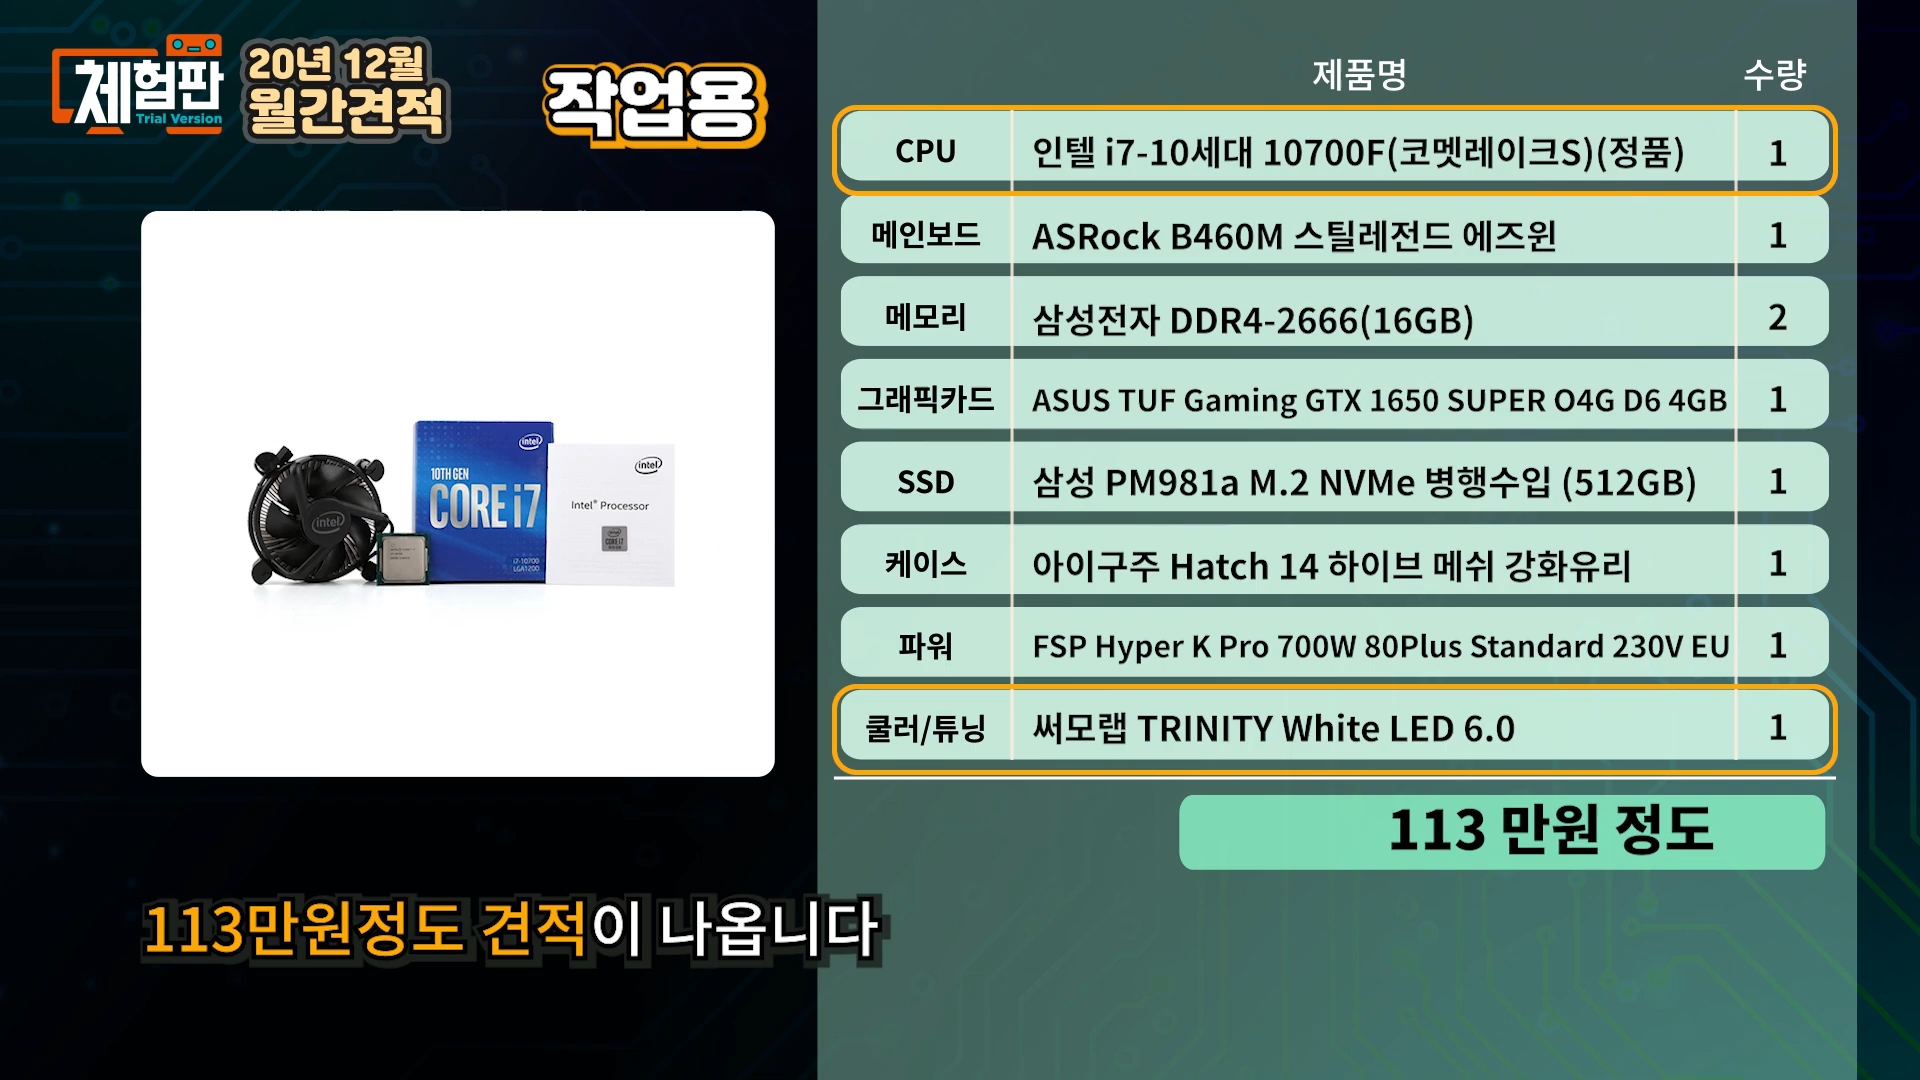 체험판
Trial Version
20년 12월
월간견적
작업용
제품명 수량
CPU 인텔 i7-10세대 10700F(코멧레이크S)(정품) 1
메인보드 ASRock B460M 스틸레전드 에즈윈 1
메모리 삼성전자 DDR4-2666(16GB) 2
그래픽카드 ASUS TUF Gaming GTX 1650 SUPER O4G D6 4GB 1
SSD 삼성 PM981a M.2 NVMe 병행수입 (512GB) 1
케이스 아이구주 Hatch 14 하이브 메쉬 강화유리 1
파워 FSP Hyper K Pro 700W 80Plus Standard 230V EU 1
쿨러/튜닝 써모랩 TRINITY White LED 6.0 1
113 만원 정도
intel
intel
10TH GEN
CORE i7
i7-10700
LGA1200
intel
Intel® Processor
CORE i7
113만원정도 견적이 나옵니다